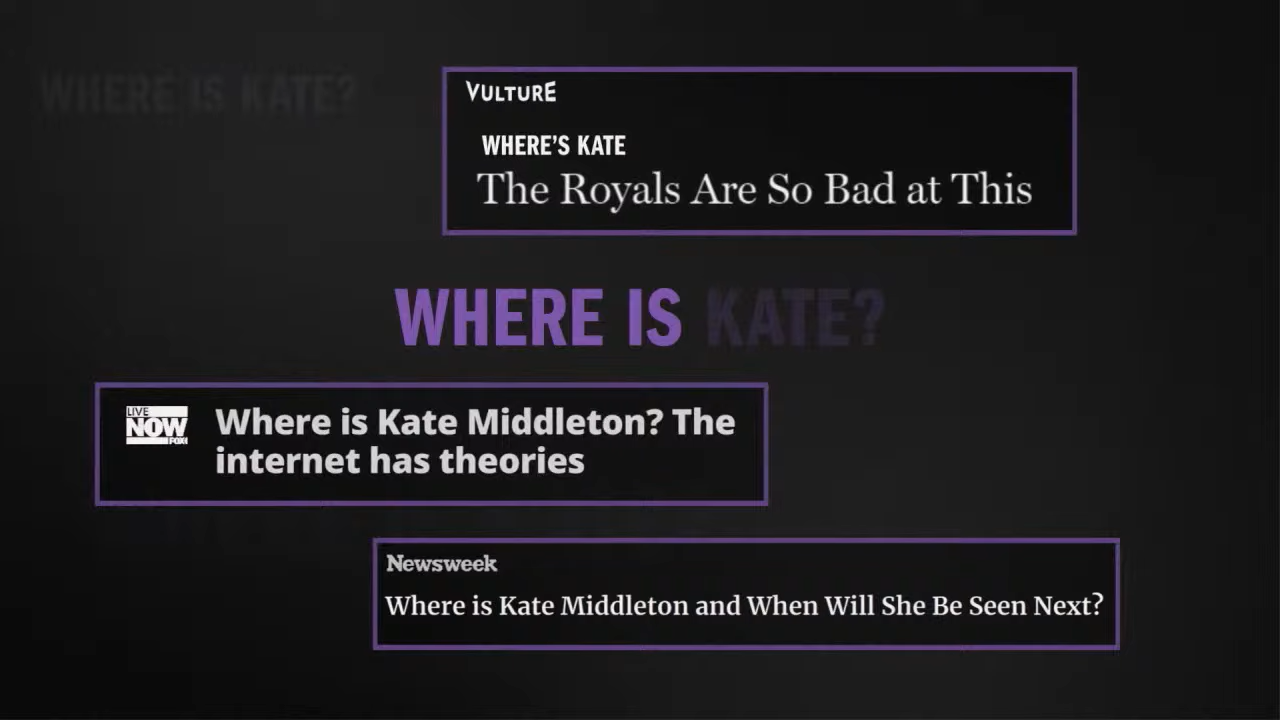 WHERE IS KATE?
VULTURE
WHERE'S KATE
The Royals Are So Bad at This
WHERE IS KATE?
LIVE
NOW
FOX
Where is Kate Middleton? The
internet has theories
Newsweek
Where is Kate Middleton and When Will She Be Seen Next?